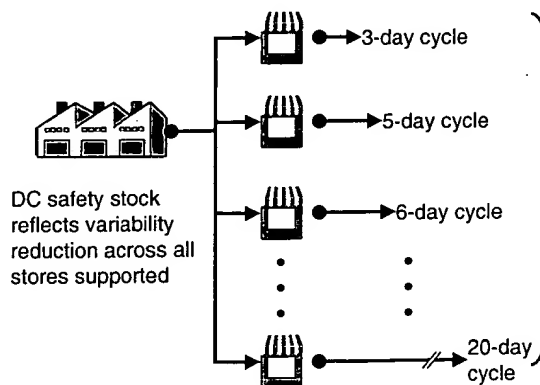 3-day cycle
5-day cycle
DC safety stock
reflects variability
reduction across all
stores supported
6-day cycle
20-day
cycle